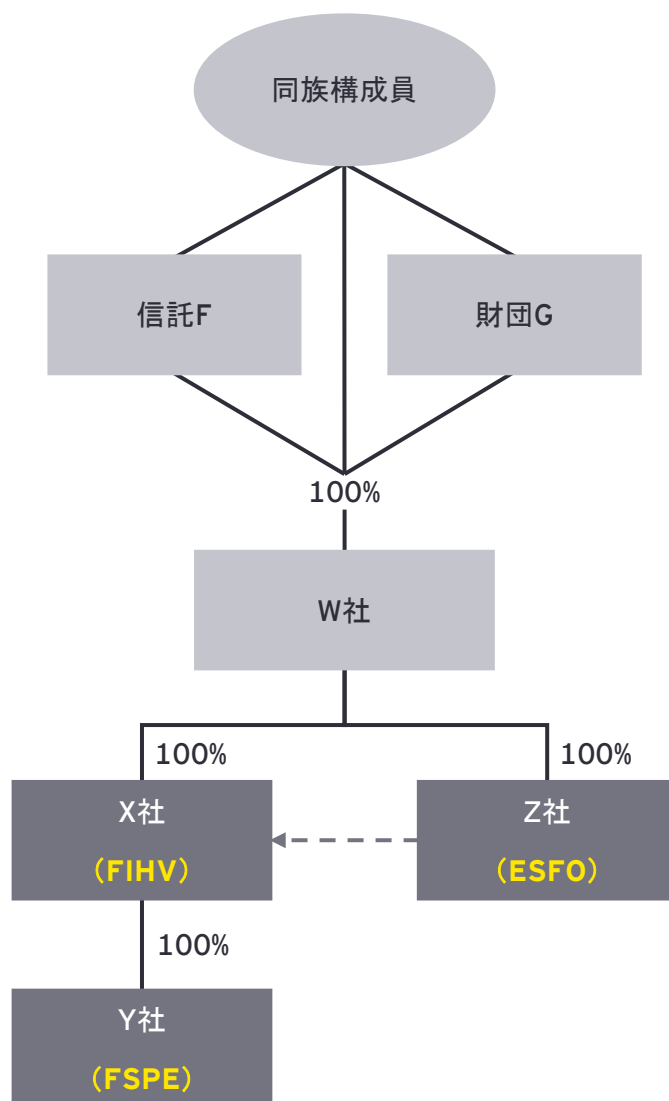 同族構成員
信託F
財団G
100%
W社
100%
100%
X社
（FIHV）
Z社
（ESFO）
100%
Y社
（FSPE）